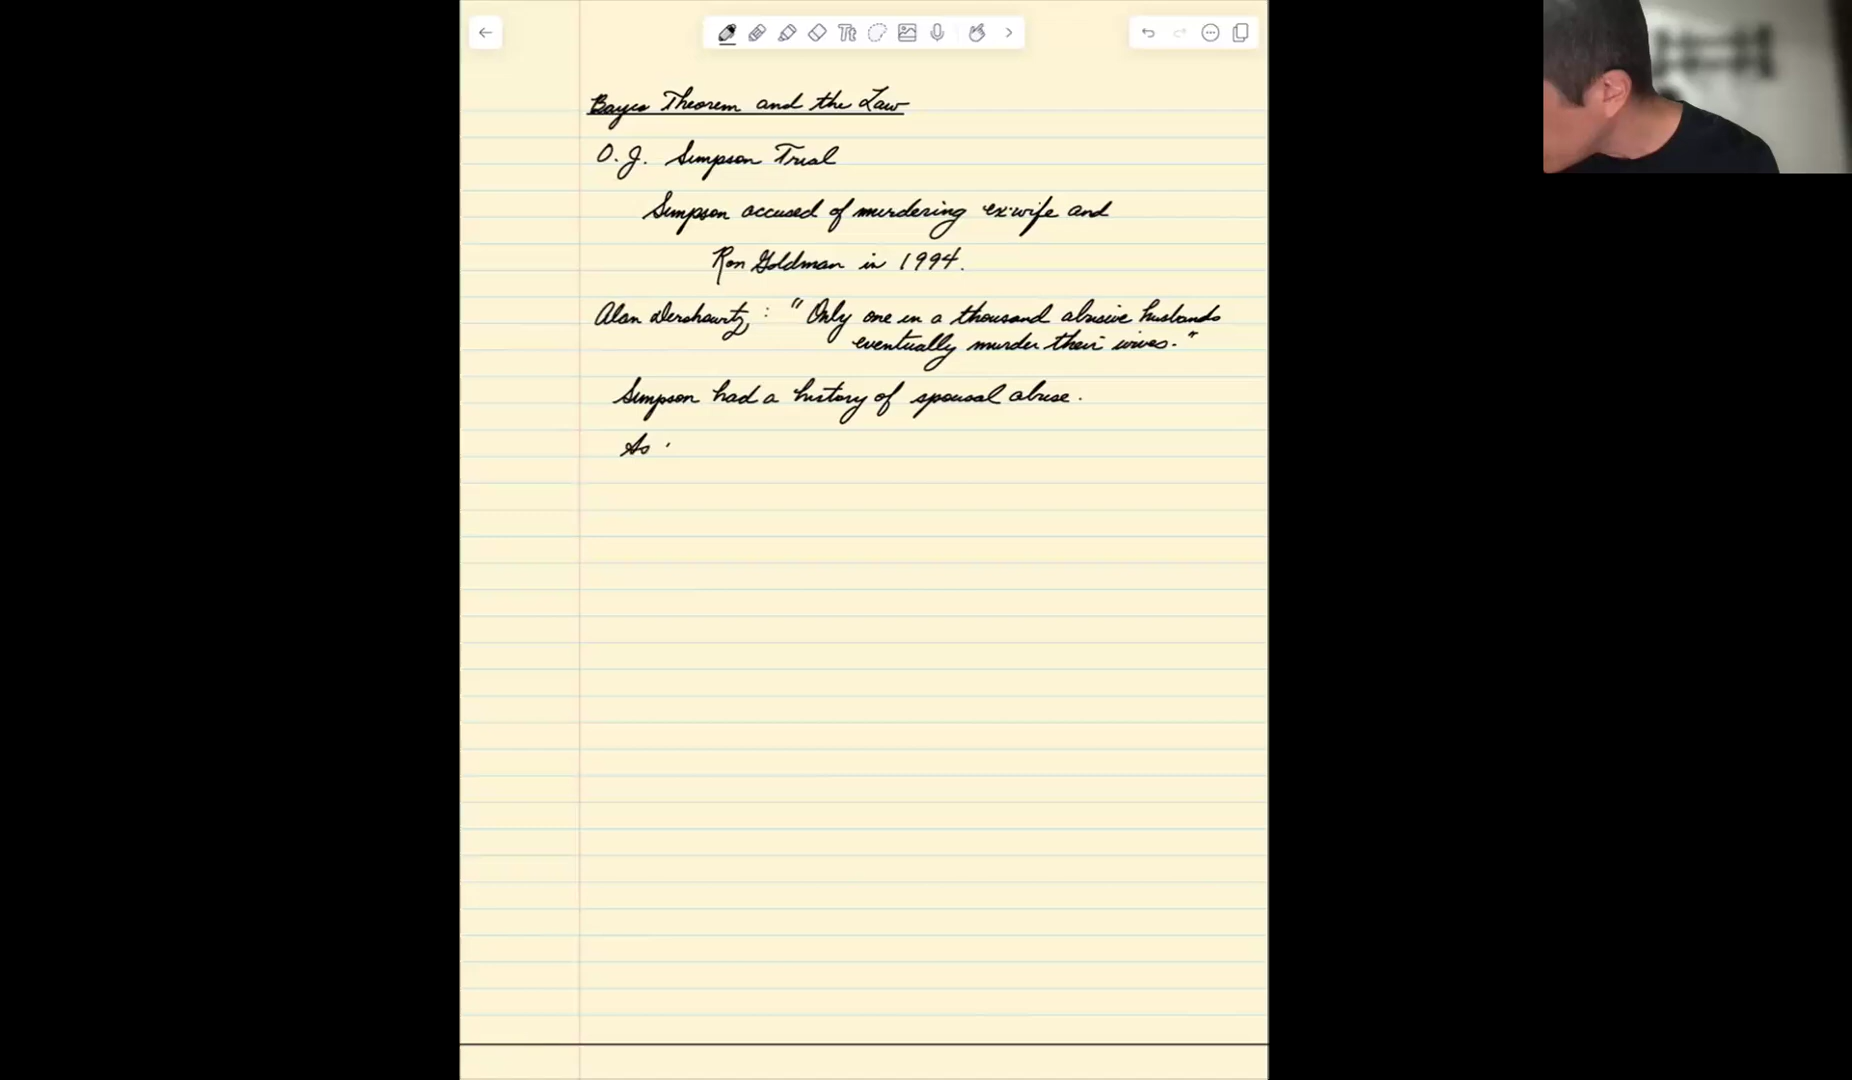 Bayes Theorem and the Law
O.J. Simpson Trial
Simpson accused of murdering ex-wife and
Ron Goldman in 1994.
Alan Dershowitz : "Only one in a thousand abusive husbands
eventually murder their wives."
Simpson had a history of spousal abuse.
As